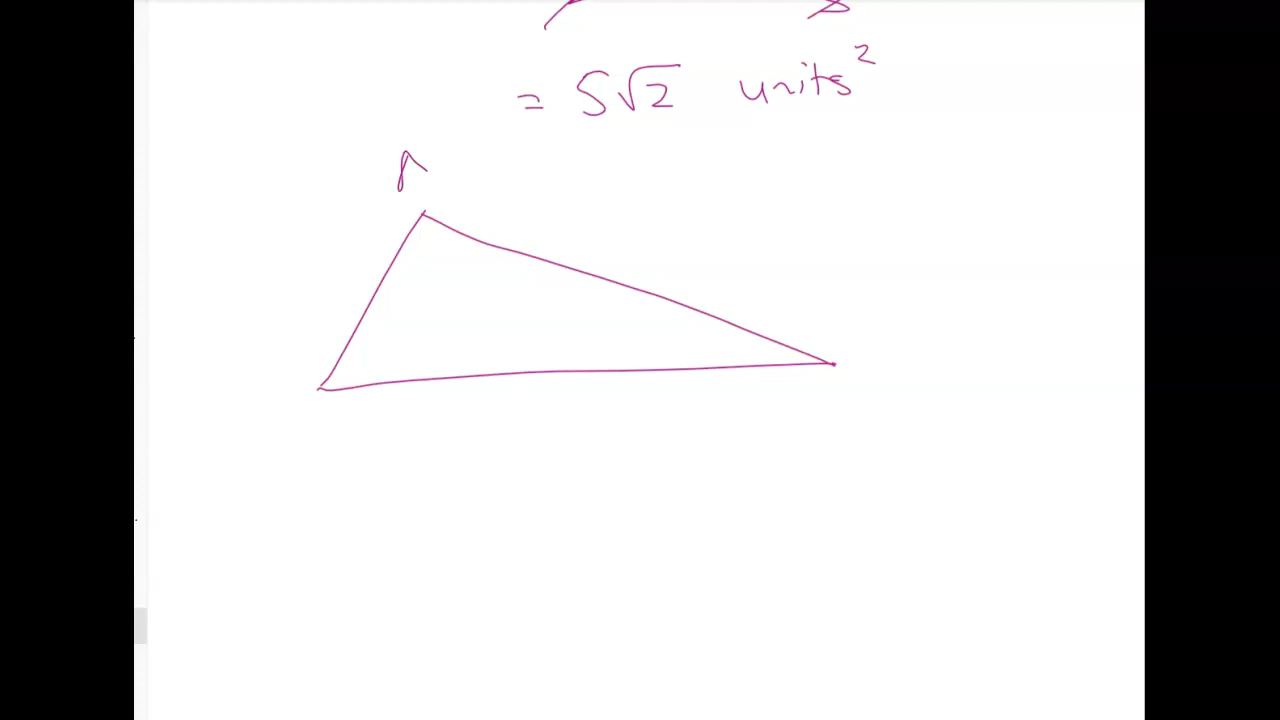 = 5√2 units²